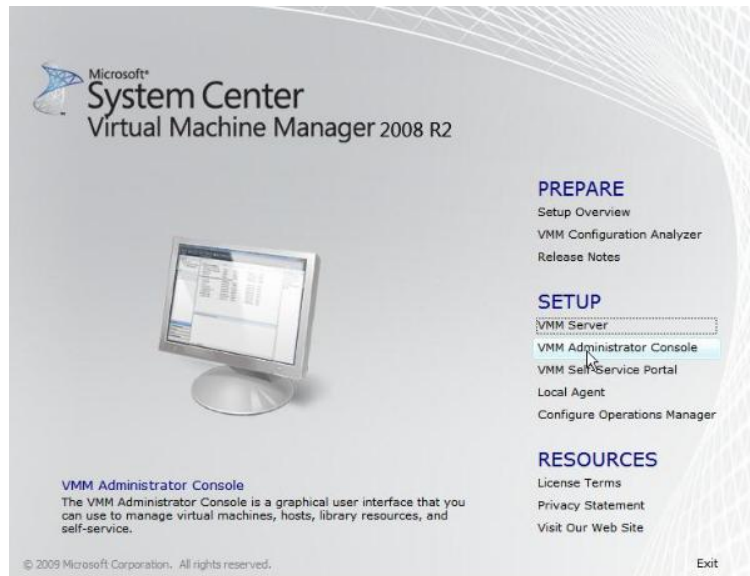 Microsoft®
System Center
Virtual Machine Manager 2008 R2
PREPARE
Setup Overview
VMM Configuration Analyzer
Release Notes
SETUP
VMM Server
VMM Administrator Console
VMM Self-Service Portal
Local Agent
Configure Operations Manager
RESOURCES
License Terms
Privacy Statement
Visit Our Web Site
VMM Administrator Console
The VMM Administrator Console is a graphical user interface that you
can use to manage virtual machines, hosts, library resources, and
self-service.
© 2009 Microsoft Corporation. All rights reserved.
Exit